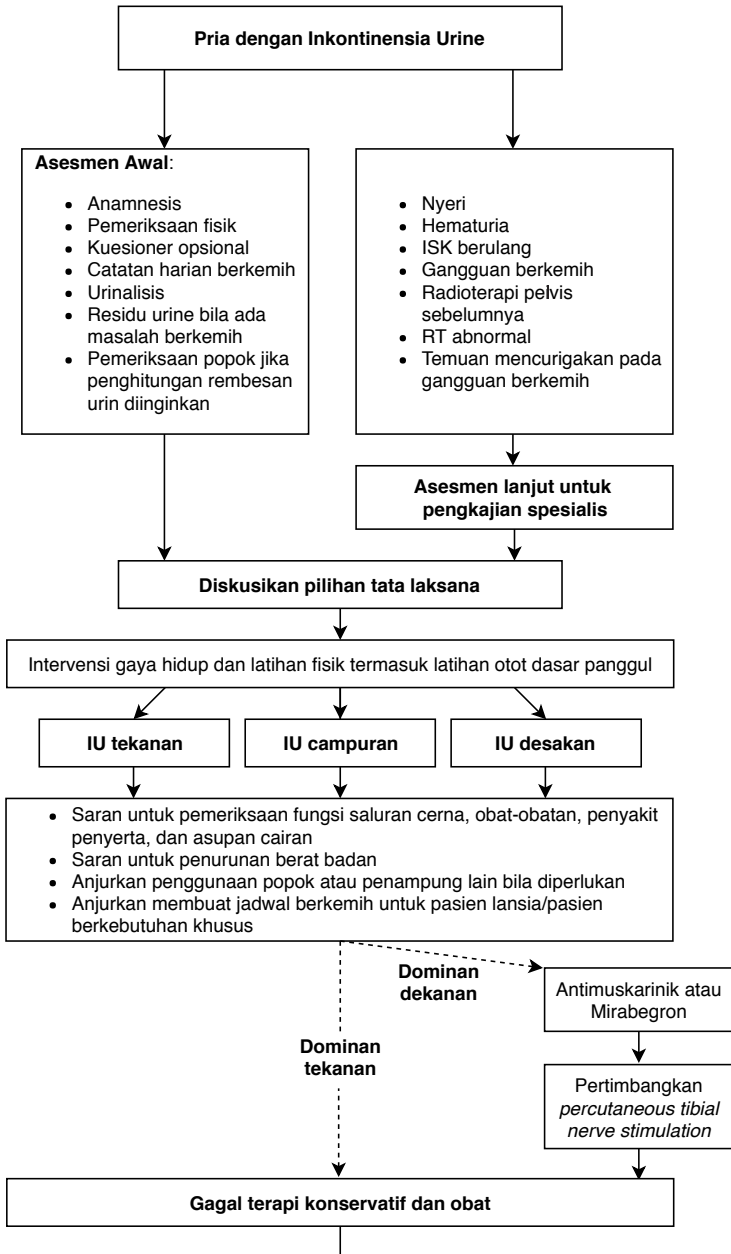 Pria dengan Inkontinensia Urine
Asesmen Awal:
• Anamnesis
• Pemeriksaan fisik
• Kuesioner opsional
• Catatan harian berkemih
• Urinalisis
• Residu urine bila ada
masalah berkemih
• Pemeriksaan popok jika
penghitungan rembesan
urin diinginkan
• Nyeri
• Hematuria
• ISK berulang
• Gangguan berkemih
• Radioterapi pelvis
sebelumnya
• RT abnormal
• Temuan mencurigakan pada
gangguan berkemih
Asesmen lanjut untuk
pengkajian spesialis
Diskusikan pilihan tata laksana
Intervensi gaya hidup dan latihan fisik termasuk latihan otot dasar panggul
IU tekanan
IU campuran
IU desakan
• Saran untuk pemeriksaan fungsi saluran cerna, obat-obatan, penyakit
penyerta, dan asupan cairan
• Saran untuk penurunan berat badan
• Anjurkan penggunaan popok atau penampung lain bila diperlukan
• Anjurkan membuat jadwal berkemih untuk pasien lansia/pasien
berkebutuhan khusus
Dominan
dekanan
Antimuskarinik atau
Mirabegron
Dominan
tekanan
Pertimbangkan
percutaneous tibial
nerve stimulation
Gagal terapi konservatif dan obat